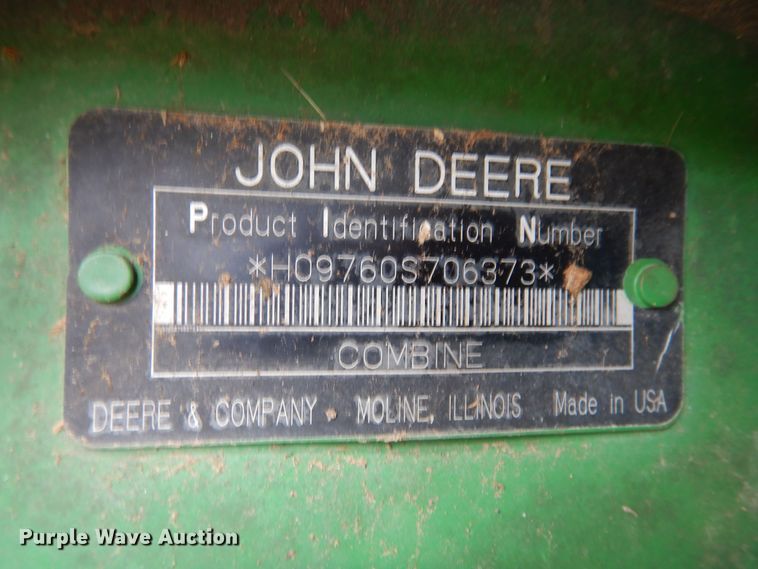 JOHN DEERE
Product Identification Number
*H09760S706373*
COMBINE
DEERE & COMPANY MOLINE, ILLINOIS Made in USA
Purple Wave Auction